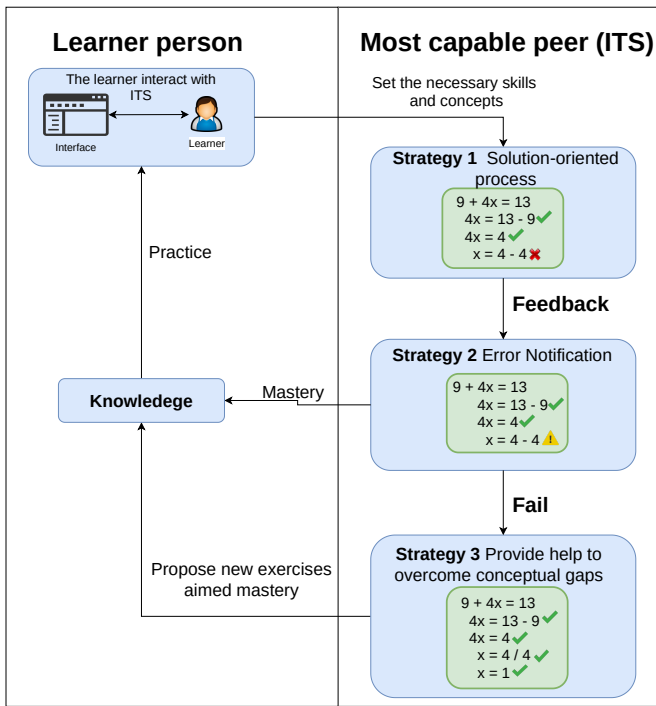 Learner person
The learner interact with
ITS
Interface
Learner
Practice
Knowledege
Mastery
Propose new exercises
aimed mastery
Most capable peer (ITS)
Set the necessary skills
and concepts
Strategy 1 Solution-oriented
process
9 + 4x = 13
4x = 13 - 9
4x = 4
x = 4 - 4
Feedback
Strategy 2 Error Notification
9 + 4x = 13
4x = 13 - 9
4x = 4
x = 4 - 4
Fail
Strategy 3 Provide help to
overcome conceptual gaps
9 + 4x = 13
4x = 13 - 9
4x = 4
x = 4 / 4
x = 1